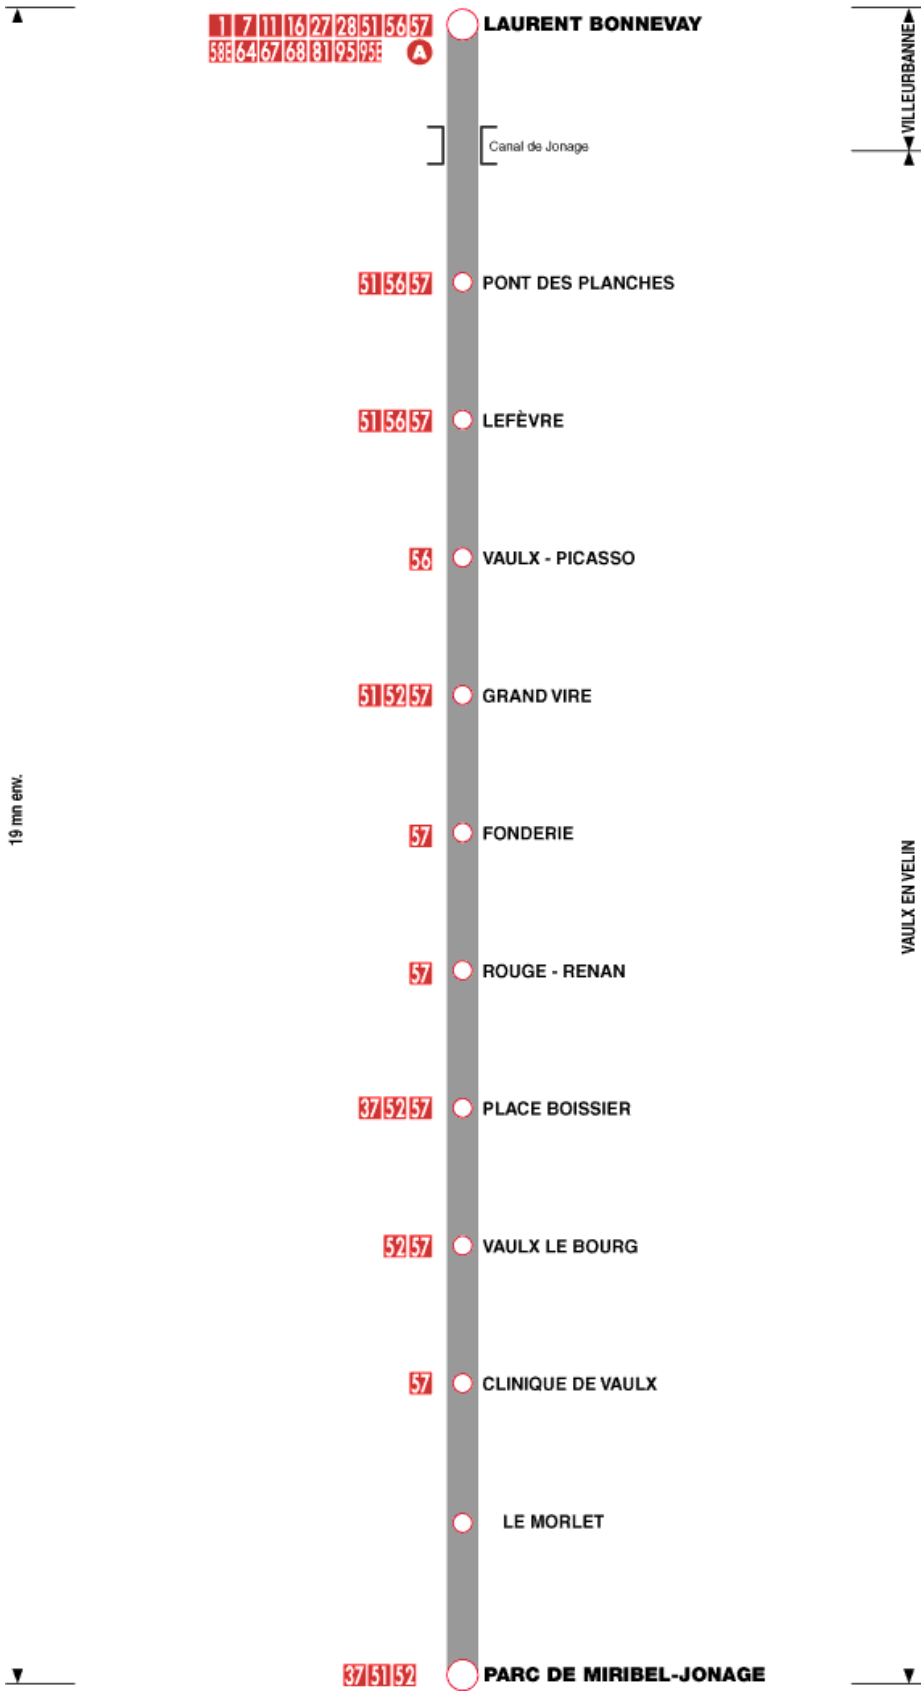 1 7 11 16 27 28 51 56 57 LAURENT BONNEVAY
58E 64 67 68 81 95 95E A
VILLEURBANNE
Canal de Jonage
51 56 57 PONT DES PLANCHES
51 56 57 LEFÈVRE
56 VAULX - PICASSO
51 52 57 GRAND VIRE
19 mn env.
57 FONDERIE
VAULX EN VELIN
57 ROUGE - RENAN
37 52 57 PLACE BOISSIER
52 57 VAULX LE BOURG
57 CLINIQUE DE VAULX
LE MORLET
37 51 52 PARC DE MIRIBEL-JONAGE